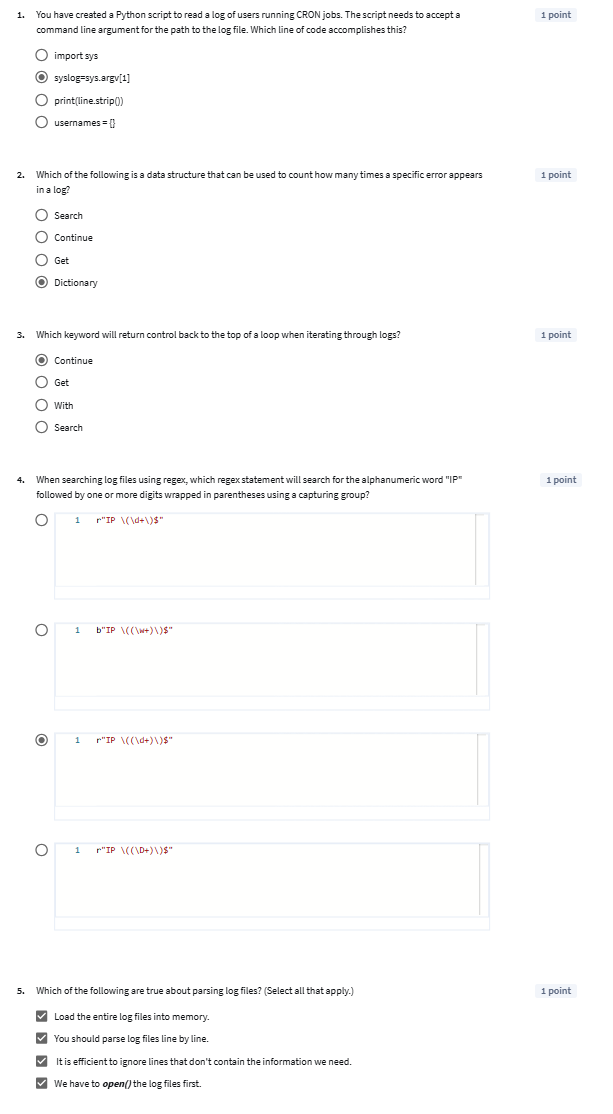 1. You have created a Python script to read a log of users running CRON jobs. The script needs to accept a 1 point
command line argument for the path to the log file. Which line of code accomplishes this?
import sys
syslog=sys.argv[1]
print(line.strip())
usernames = {}
2. Which of the following is a data structure that can be used to count how many times a specific error appears 1 point
in a log?
Search
Continue
Get
Dictionary
3. Which keyword will return control back to the top of a loop when iterating through logs? 1 point
Continue
Get
With
Search
4. When searching log files using regex, which regex statement will search for the alphanumeric word "IP" 1 point
followed by one or more digits wrapped in parentheses using a capturing group?
1 r"IP \(\d+\)$"
1 b"IP \((\w+)\)$"
1 r"IP \((\d+)\)$"
1 r"IP \((\D+)\)$"
5. Which of the following are true about parsing log files? (Select all that apply.) 1 point
Load the entire log files into memory.
You should parse log files line by line.
It is efficient to ignore lines that don't contain the information we need.
We have to open() the log files first.